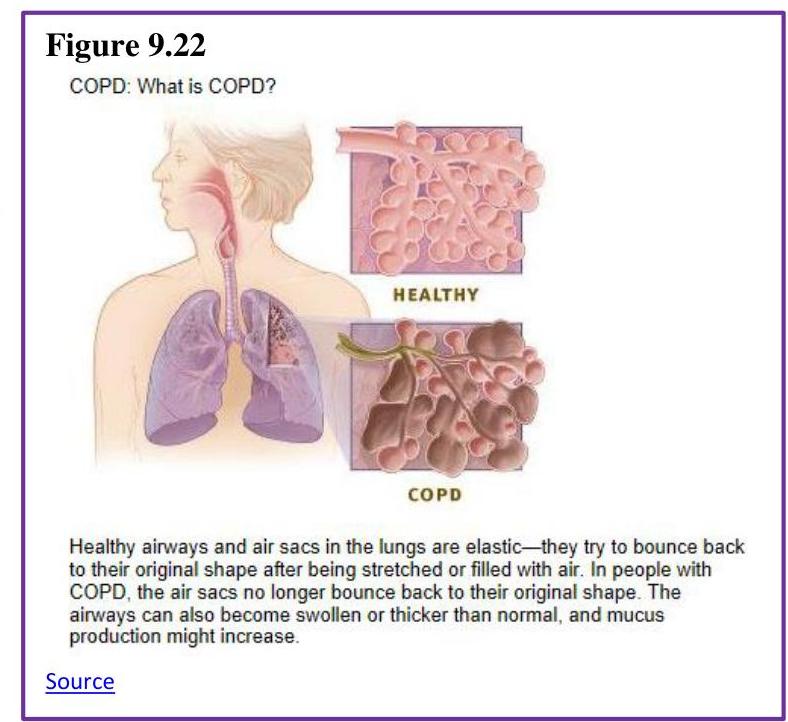 Figure 9.22
COPD: What is COPD?
HEALTHY
COPD
Healthy airways and air sacs in the lungs are elastic—they try to bounce back
to their original shape after being stretched or filled with air. In people with
COPD, the air sacs no longer bounce back to their original shape. The
airways can also become swollen or thicker than normal, and mucus
production might increase.
Source